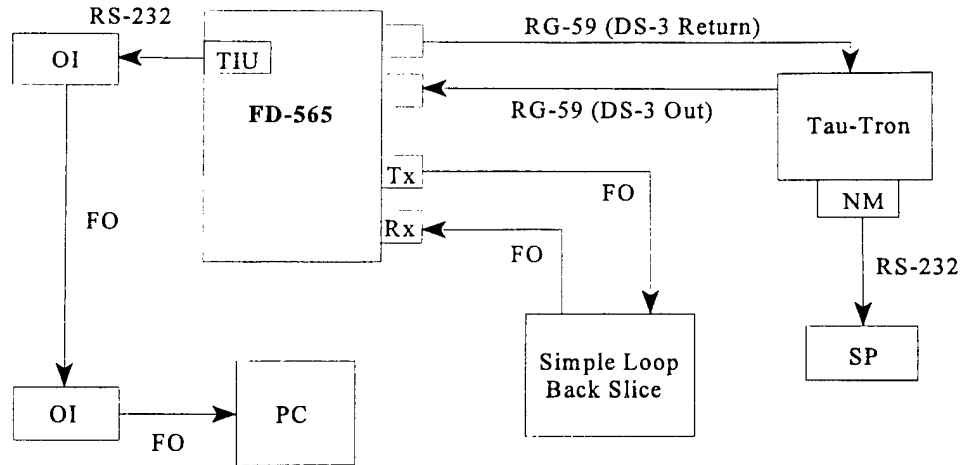 RS-232
OI
TIU
FD-565
RG-59 (DS-3 Return)
RG-59 (DS-3 Out)
Tau-Tron
NM
Tx
FO
Rx
FO
FO
RS-232
Simple Loop
Back Slice
SP
OI
FO
PC